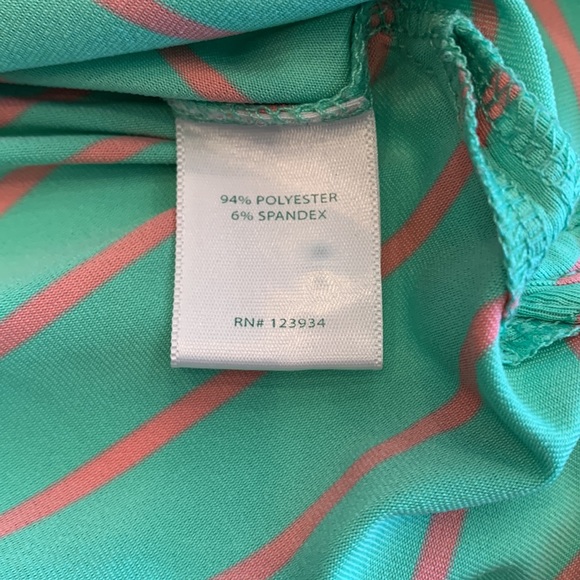 94% POLYESTER
6% SPANDEX
RN# 123934